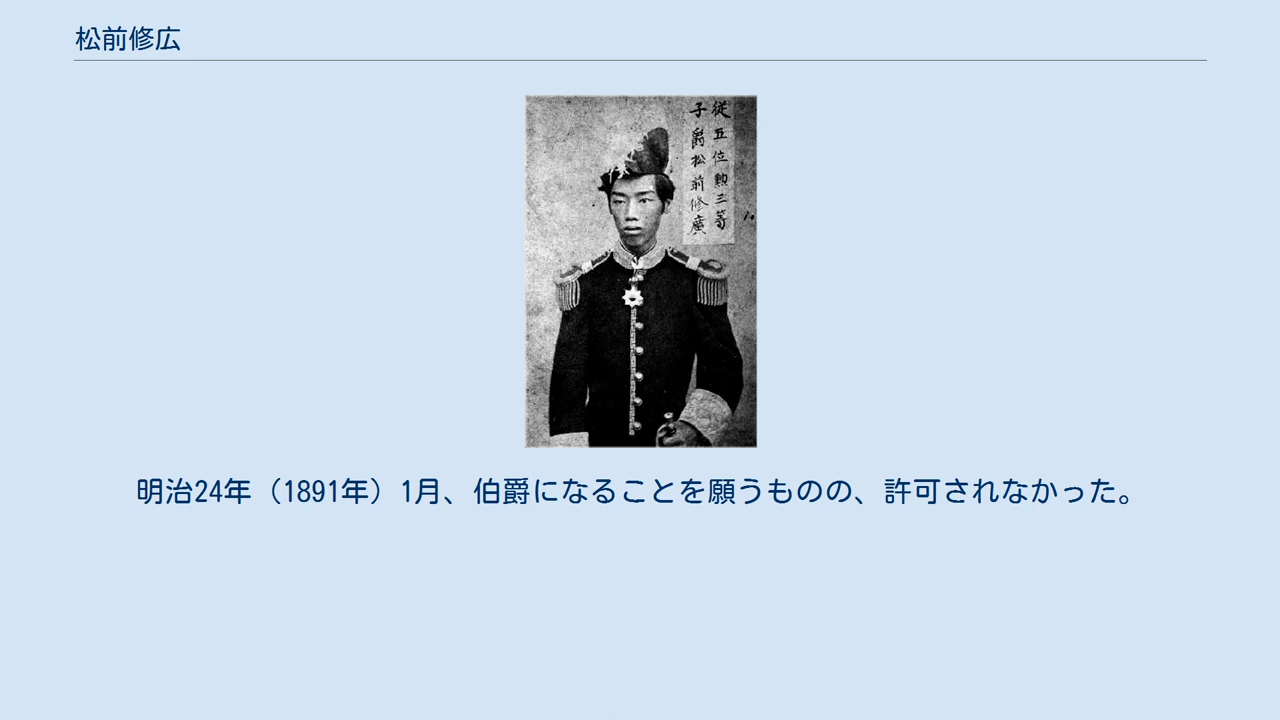 松前修広
従五位勲三等
子爵松前修廣
明治24年（1891年）1月、伯爵になることを願うものの、許可されなかった。